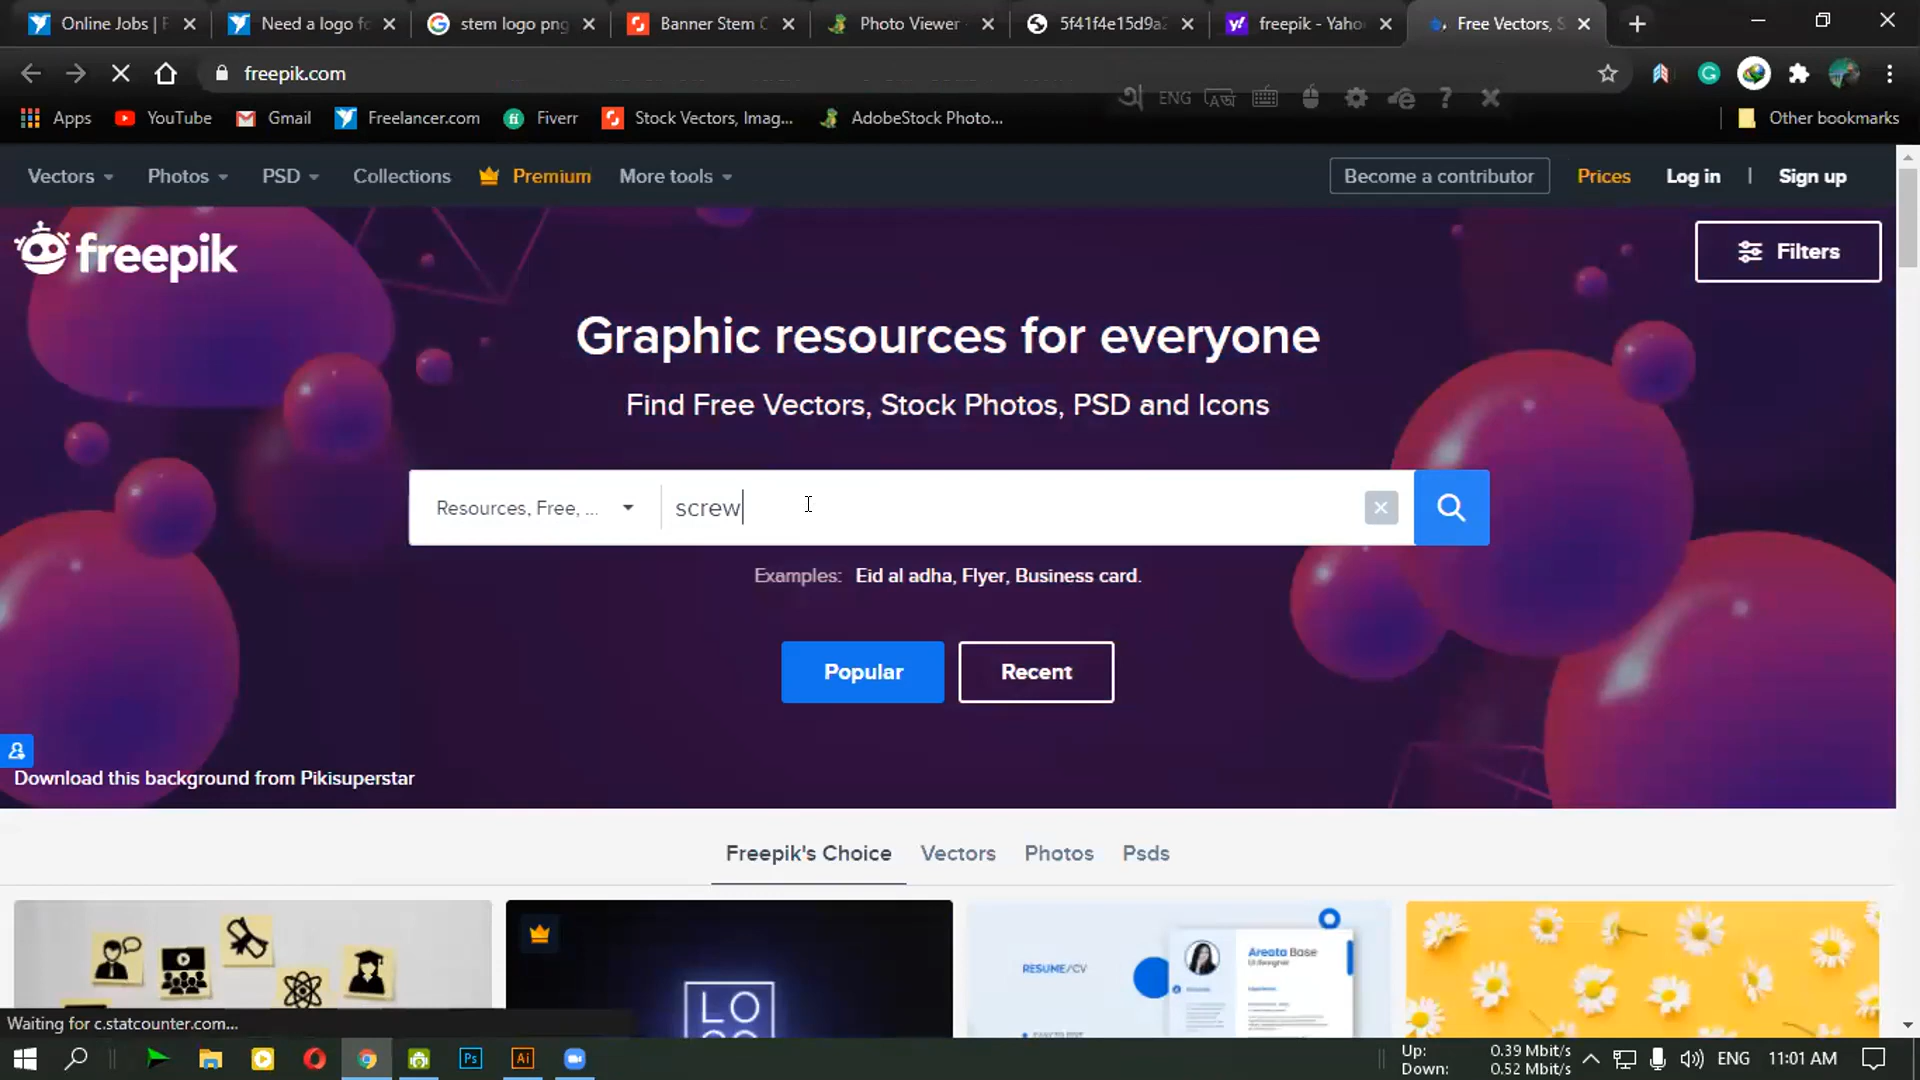 Online Jobs | F
Need a logo fo
stem logo png
Banner Stem C
Photo Viewer
5f41f4e15d9a
freepik - Yaho
Free Vectors, S
freepik.com
ENG
Apps
YouTube
Gmail
Freelancer.com
Fiverr
Stock Vectors, Imag...
AdobeStock Photo...
Other bookmarks
Vectors
Photos
PSD
Collections
Premium
More tools
Become a contributor
Prices
Log in
Sign up
freepik
Filters
Graphic resources for everyone
Find Free Vectors, Stock Photos, PSD and Icons
Resources, Free, ...
screw
Examples: Eid al adha, Flyer, Business card.
Popular
Recent
Download this background from Pikisuperstar
Freepik's Choice
Vectors
Photos
Psds
LO
RESUME/CV
Areata Base
Waiting for c.statcounter.com...
Ps
Ai
Up: 0.39 Mbit/s
Down: 0.52 Mbit/s
ENG
11:01 AM